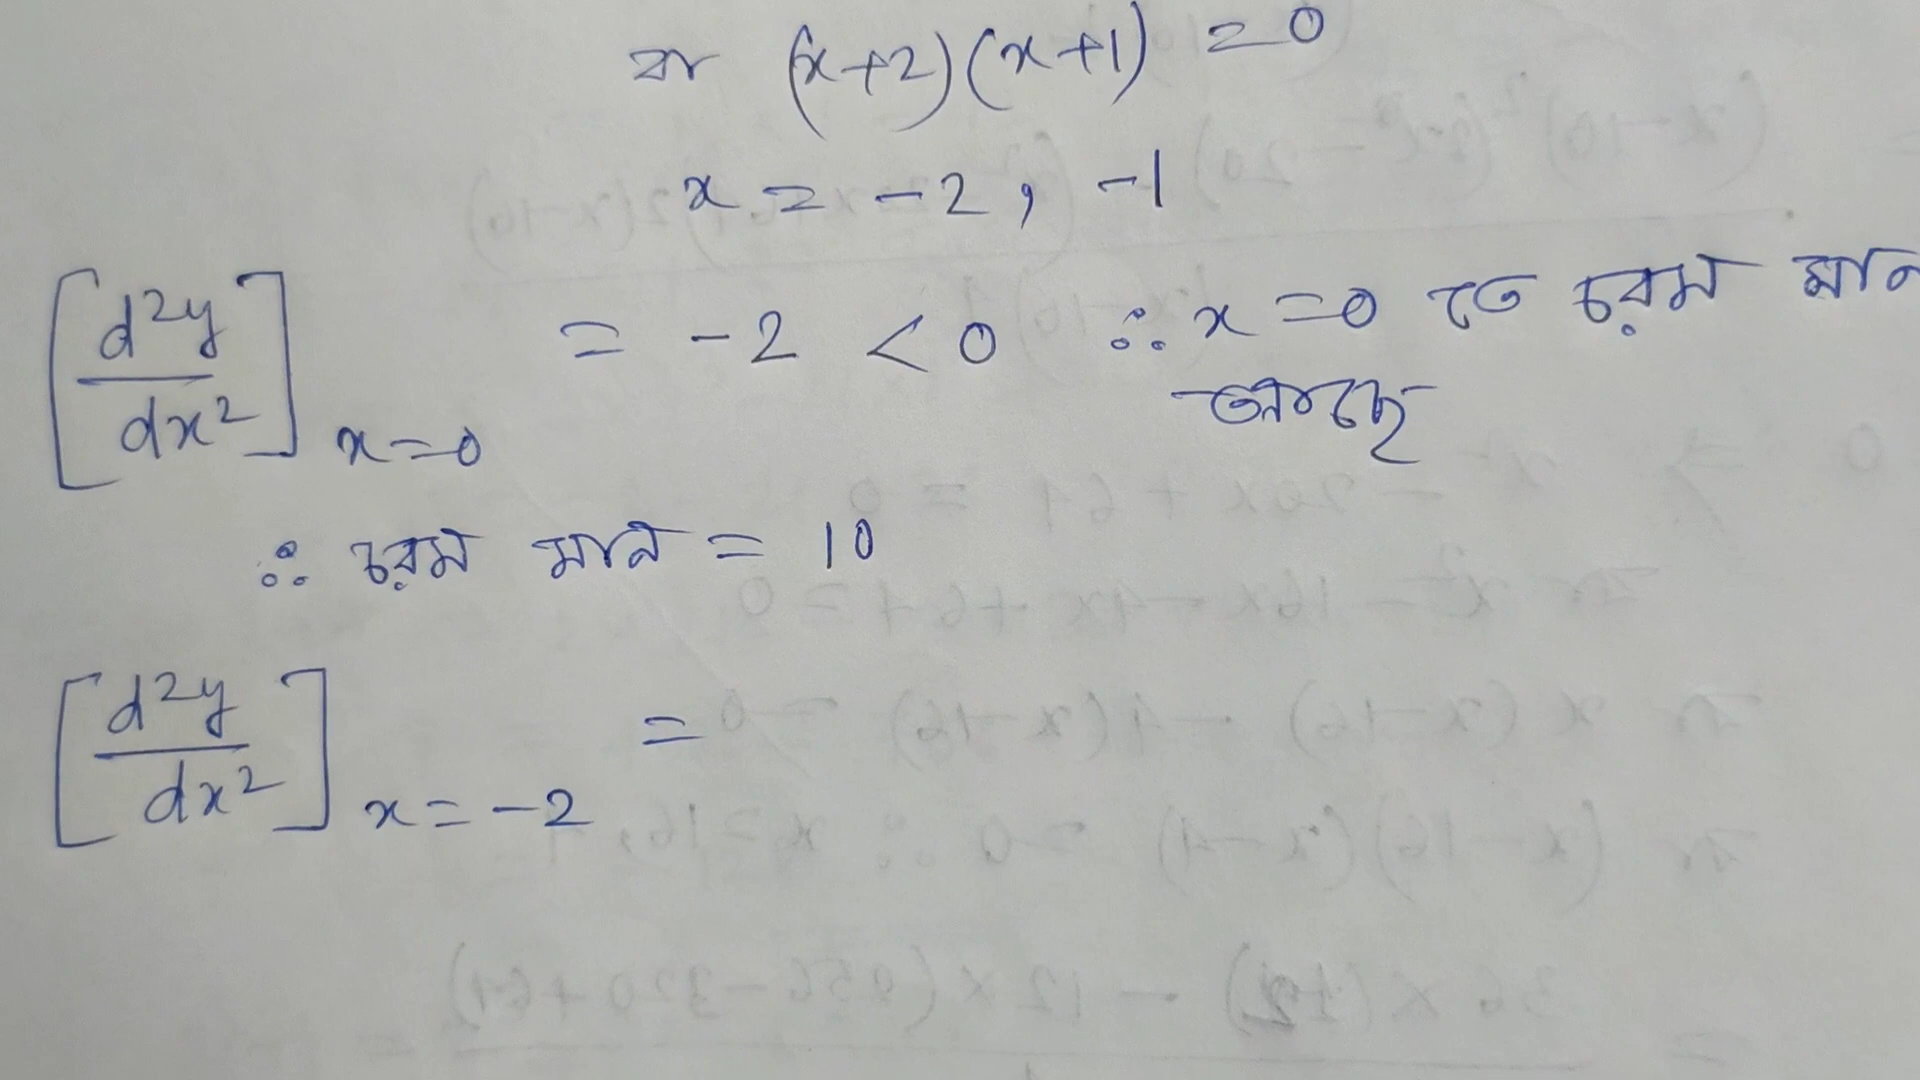 বা (x+2)(x+1) = 0
x = -2, -1
[d²y/dx²] x=0 = -2 < 0 ∴ x = 0 তে চরম মান
আছে
∴ চরম মান = 10
[d²y/dx²] x=-2 =